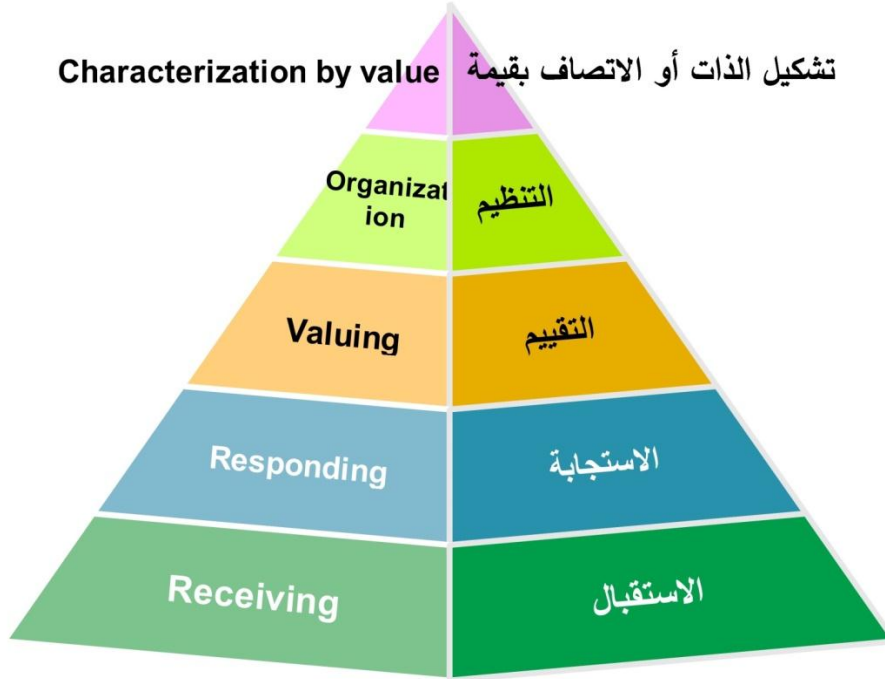 Characterization by value تشكيل الذات أو الاتصاف بقيمة
Organizat
ion
التنظيم
Valuing
التقييم
Responding
الاستجابة
Receiving
الاستقبال